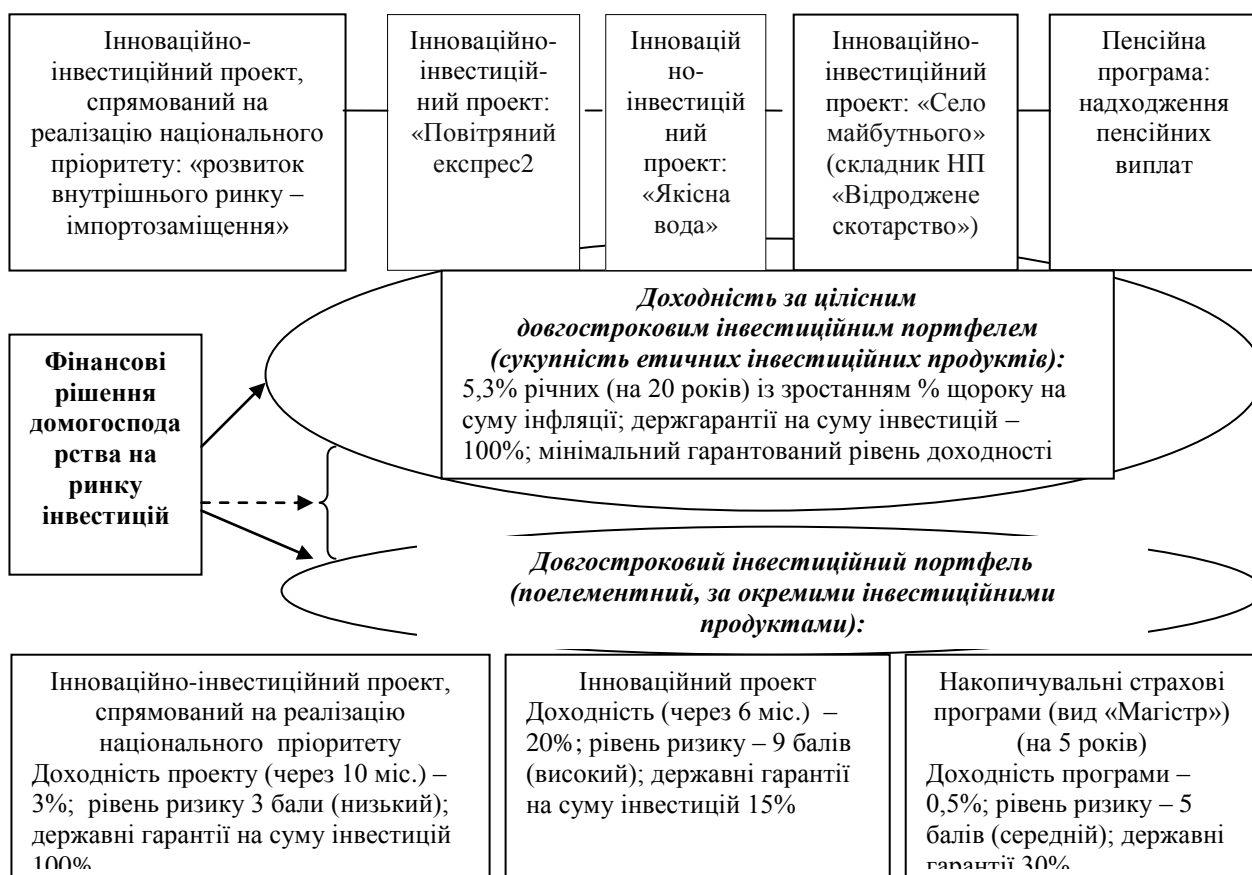 Інноваційно-
інвестиційний проект,
спрямований на
реалізацію національного
пріоритету: «розвиток
внутрішнього ринку –
імпортозаміщення»
Інноваційно-
інвестицій-
ний проект:
«Повітряний
експрес2
Інновацій
но-
інвестицій
ний
проект:
«Якісна
вода»
Інноваційно-
інвестиційний
проект: «Село
майбутнього»
(складник НП
«Відроджене
скотарство»)
Пенсійна
програма:
надходження
пенсійних
виплат
Доходність за цілісним
довгостроковим інвестиційним портфелем
(сукупність етичних інвестиційних продуктів):
5,3% річних (на 20 років) із зростанням % щороку на
суму інфляції; держгарантії на суму інвестицій –
100%; мінімальний гарантований рівень доходності
Фінансові
рішення
домогоспода
рства на
ринку
інвестицій
Довгостроковий інвестиційний портфель
(поелементний, за окремими інвестиційними
продуктами):
Інноваційно-інвестиційний проект,
спрямований на реалізацію
національного пріоритету
Доходність проекту (через 10 міс.) –
3%; рівень ризику 3 бали (низький);
державні гарантії на суму інвестицій
100%
Інноваційний проект
Доходність (через 6 міс.) –
20%; рівень ризику – 9 балів
(високий); державні гарантії
на суму інвестицій 15%
Накопичувальні страхові
програми (вид «Магістр»)
(на 5 років)
Доходність програми –
0,5%; рівень ризику – 5
балів (середній); державні
гарантії 30%